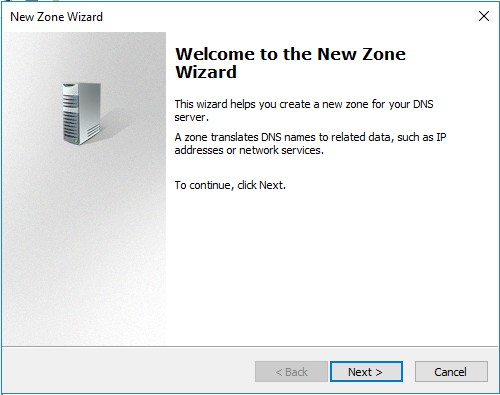 New Zone Wizard
Welcome to the New Zone
Wizard
This wizard helps you create a new zone for your DNS
server.
A zone translates DNS names to related data, such as IP
addresses or network services.
To continue, click Next.
< Back
Next >
Cancel